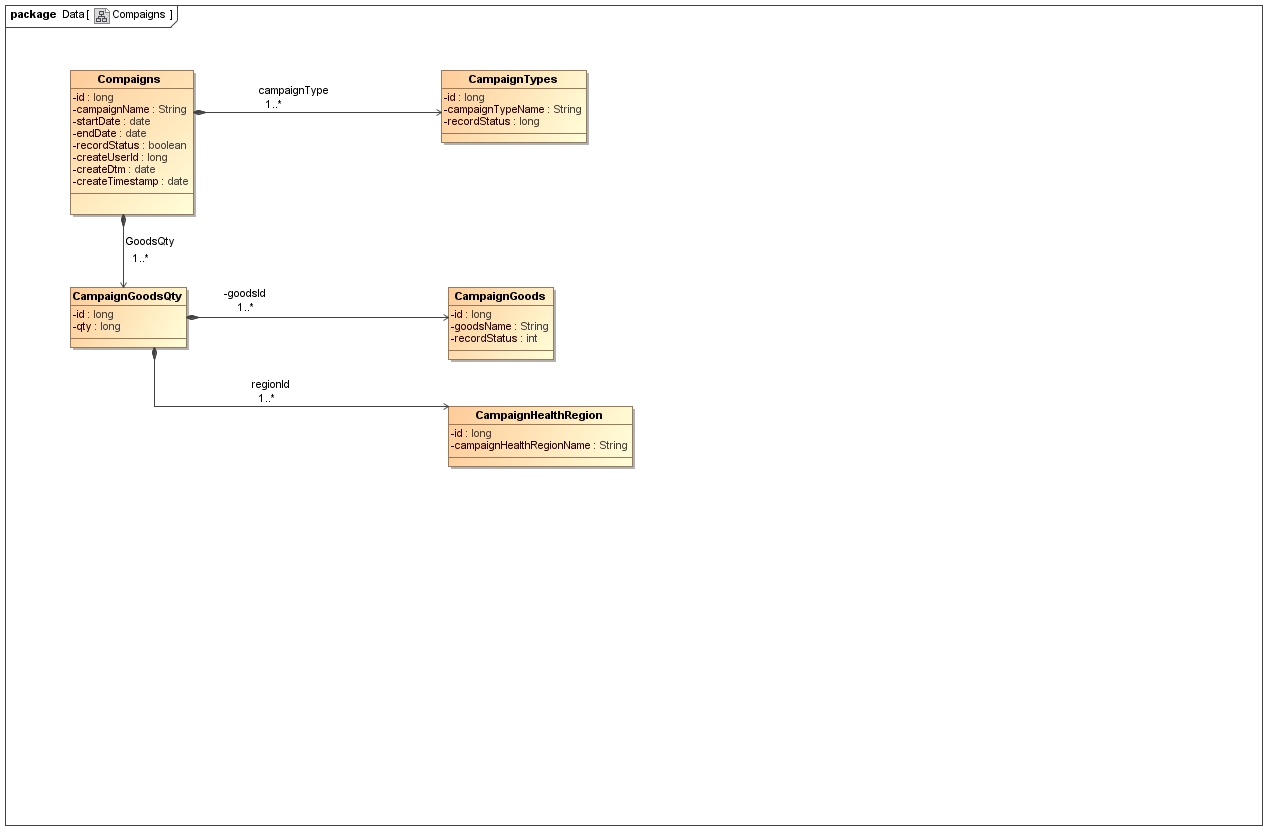 package Data [ Compaigns ]
Compaigns
-id : long
-campaignName : String
-startDate : date
-endDate : date
-recordStatus : boolean
-createUserId : long
-createDtm : date
-createTimestamp : date
campaignType
1..*
CampaignTypes
-id : long
-campaignTypeName : String
-recordStatus : long
GoodsQty
1..*
CampaignGoodsQty
-id : long
-qty : long
-goodsId
1..*
CampaignGoods
-id : long
-goodsName : String
-recordStatus : int
regionId
1..*
CampaignHealthRegion
-id : long
-campaignHealthRegionName : String